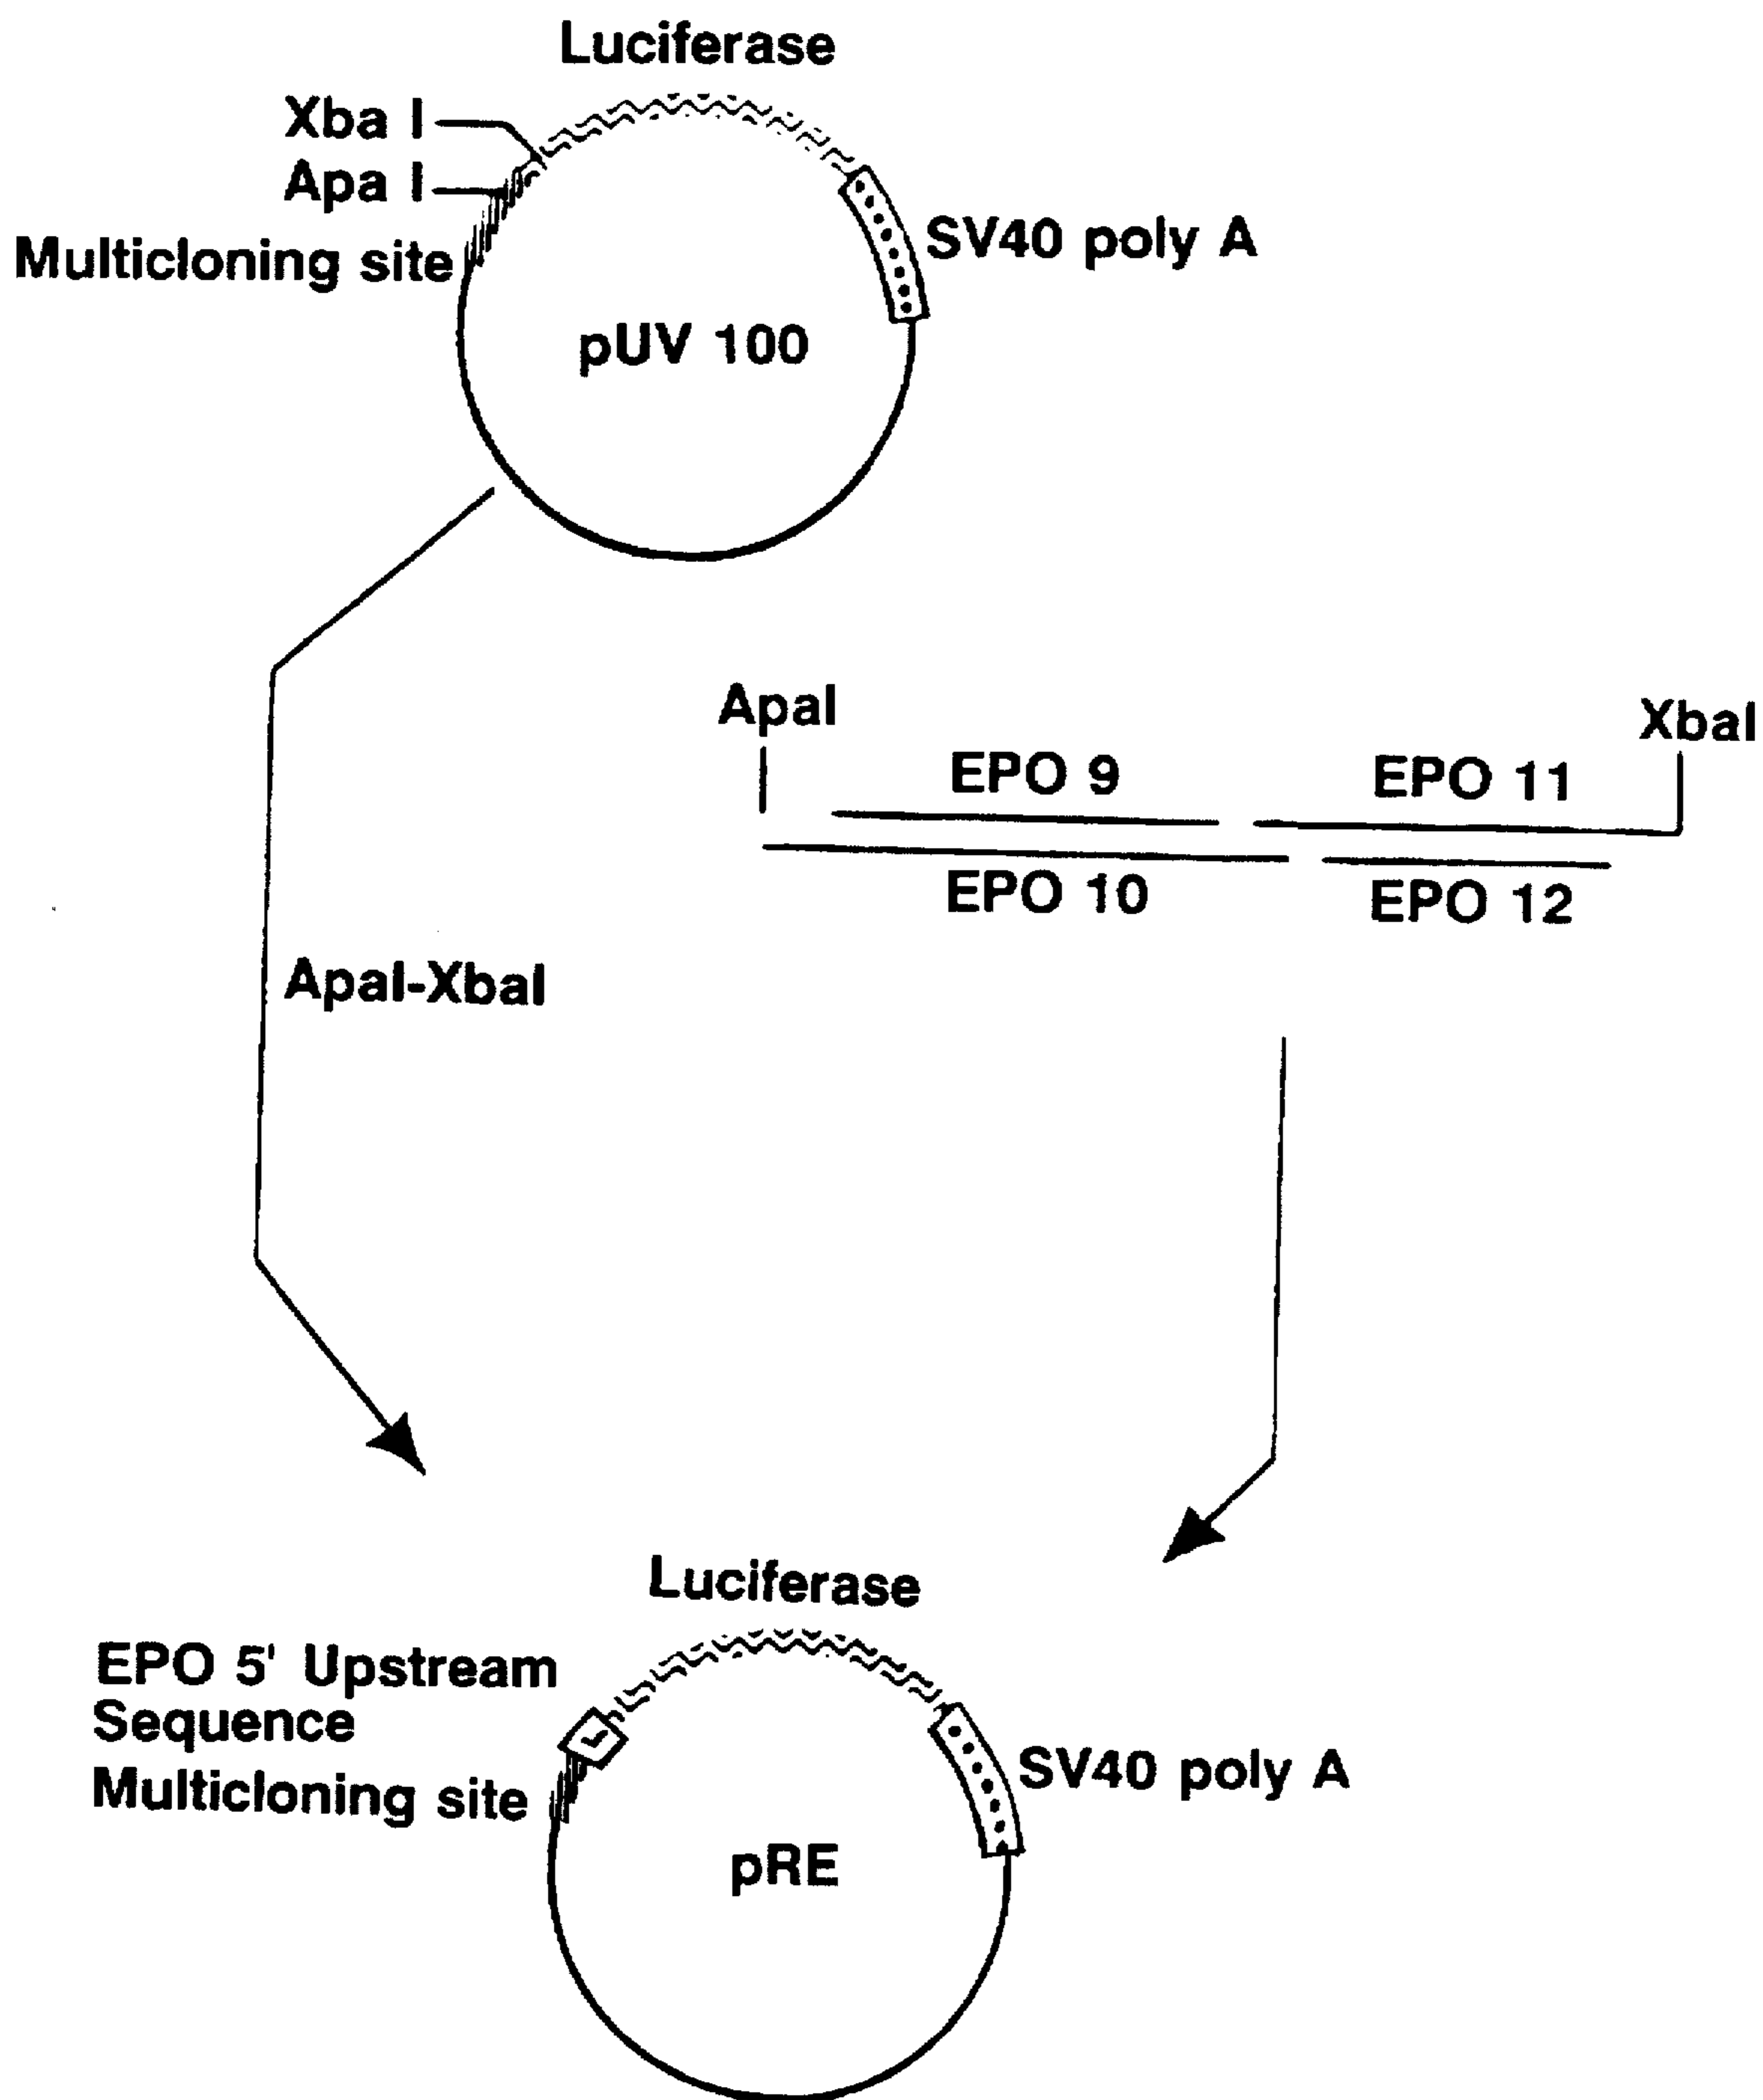 Luciferase
Xba I
Apa I
Multicloning site
SV40 poly A
pUV 100
ApaI
XbaI
EPO 9
EPO 11
EPO 10
EPO 12
ApaI-XbaI
Luciferase
EPO 5' Upstream
Sequence
Multicloning site
SV40 poly A
pRE